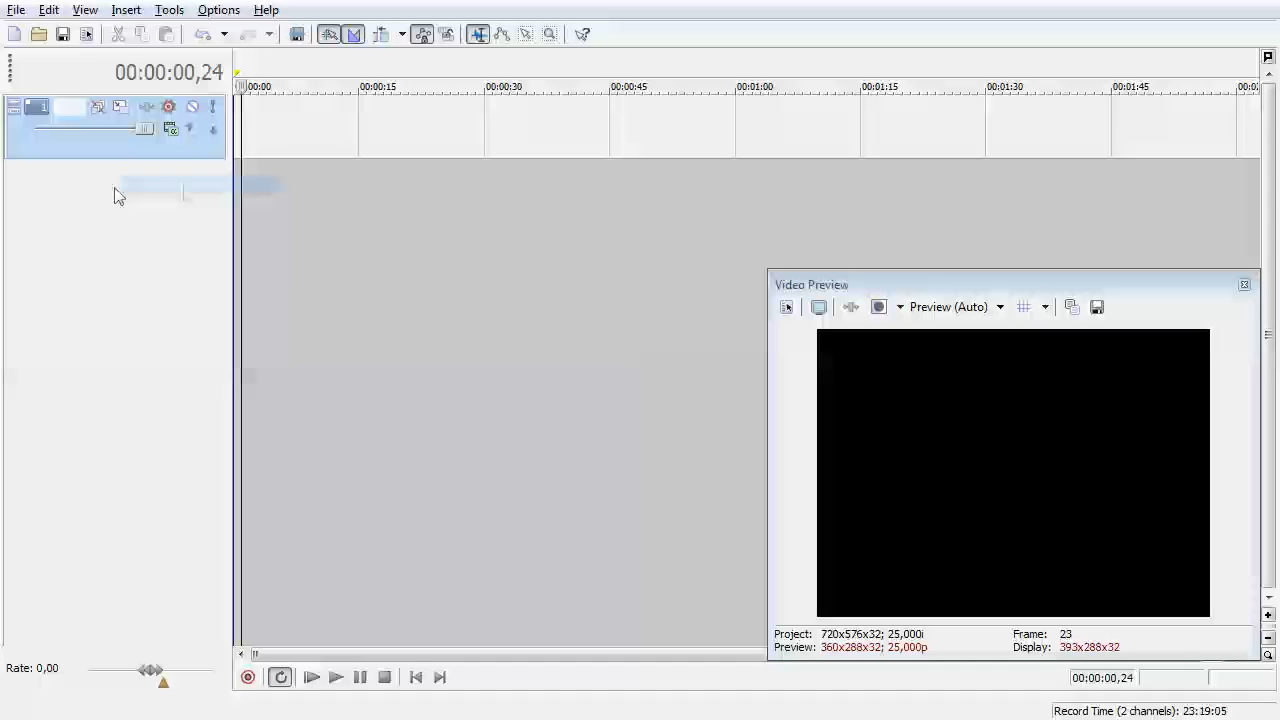 File Edit View Insert Tools Options Help
00:00:00,24
00:00 00:00:15 00:00:30 00:00:45 00:01:00 00:01:15 00:01:30 00:01:45
1
Video Preview
Preview (Auto)
Project: 720x576x32; 25,000i Frame: 23
Preview: 360x288x32; 25,000p Display: 393x288x32
Rate: 0,00
00:00:00,24
Record Time (2 channels): 23:19:05